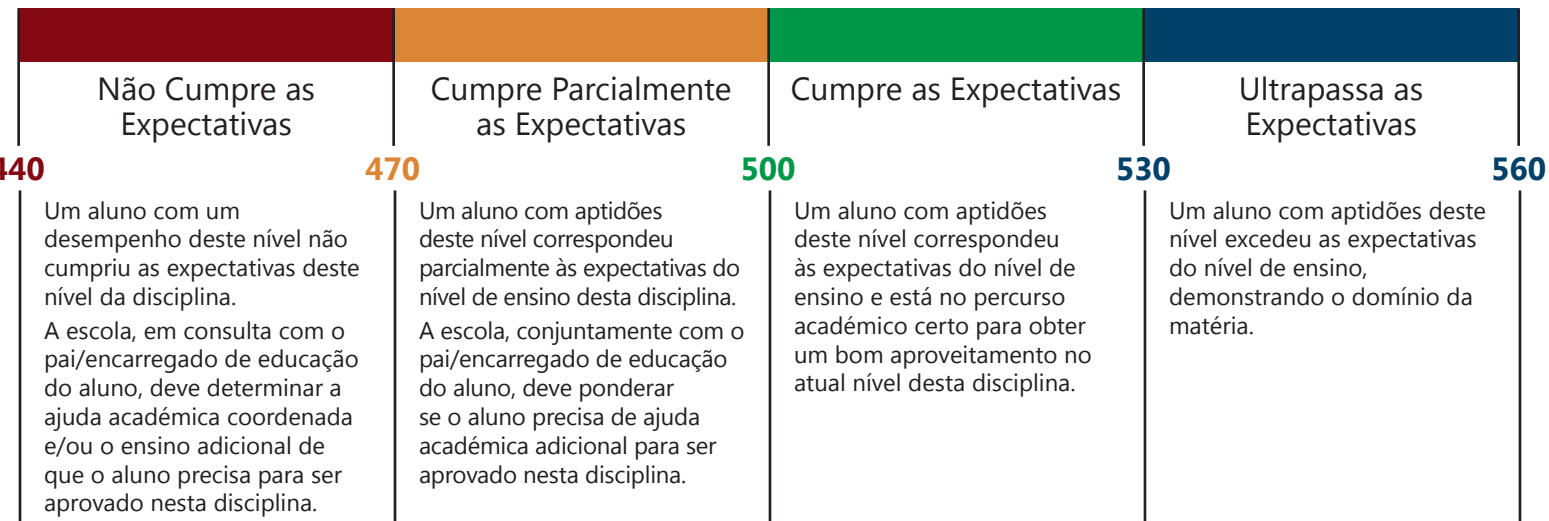 Não Cumpre as
Expectativas
Cumpre Parcialmente
as Expectativas
Cumpre as Expectativas
Ultrapassa as
Expectativas
440
470
500
530
560
Um aluno com um
desempenho deste nível não
cumpriu as expectativas deste
nível da disciplina.
A escola, em consulta com o
pai/encarregado de educação
do aluno, deve determinar a
ajuda académica coordenada
e/ou o ensino adicional de
que o aluno precisa para ser
aprovado nesta disciplina.
Um aluno com aptidões
deste nível correspondeu
parcialmente às expectativas do
nível de ensino desta disciplina.
A escola, conjuntamente com o
pai/encarregado de educação
do aluno, deve ponderar
se o aluno precisa de ajuda
académica adicional para ser
aprovado nesta disciplina.
Um aluno com aptidões
deste nível correspondeu
às expectativas do nível de
ensino e está no percurso
académico certo para obter
um bom aproveitamento no
atual nível desta disciplina.
Um aluno com aptidões deste
nível excedeu as expectativas
do nível de ensino,
demonstrando o domínio da
matéria.